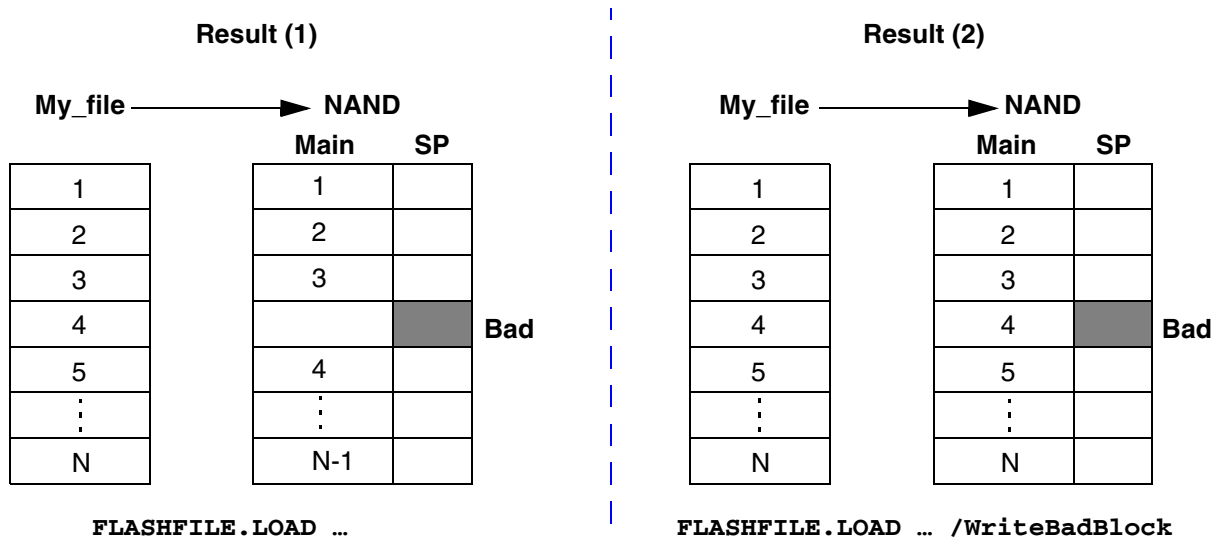 Result (1)
My_file NAND
Main SP
1 1
2 2
3 3
4 Bad
5 4
N N-1
FLASHFILE.LOAD …
Result (2)
My_file NAND
Main SP
1 1
2 2
3 3
4 4 Bad
5 5
N N
FLASHFILE.LOAD … /WriteBadBlock